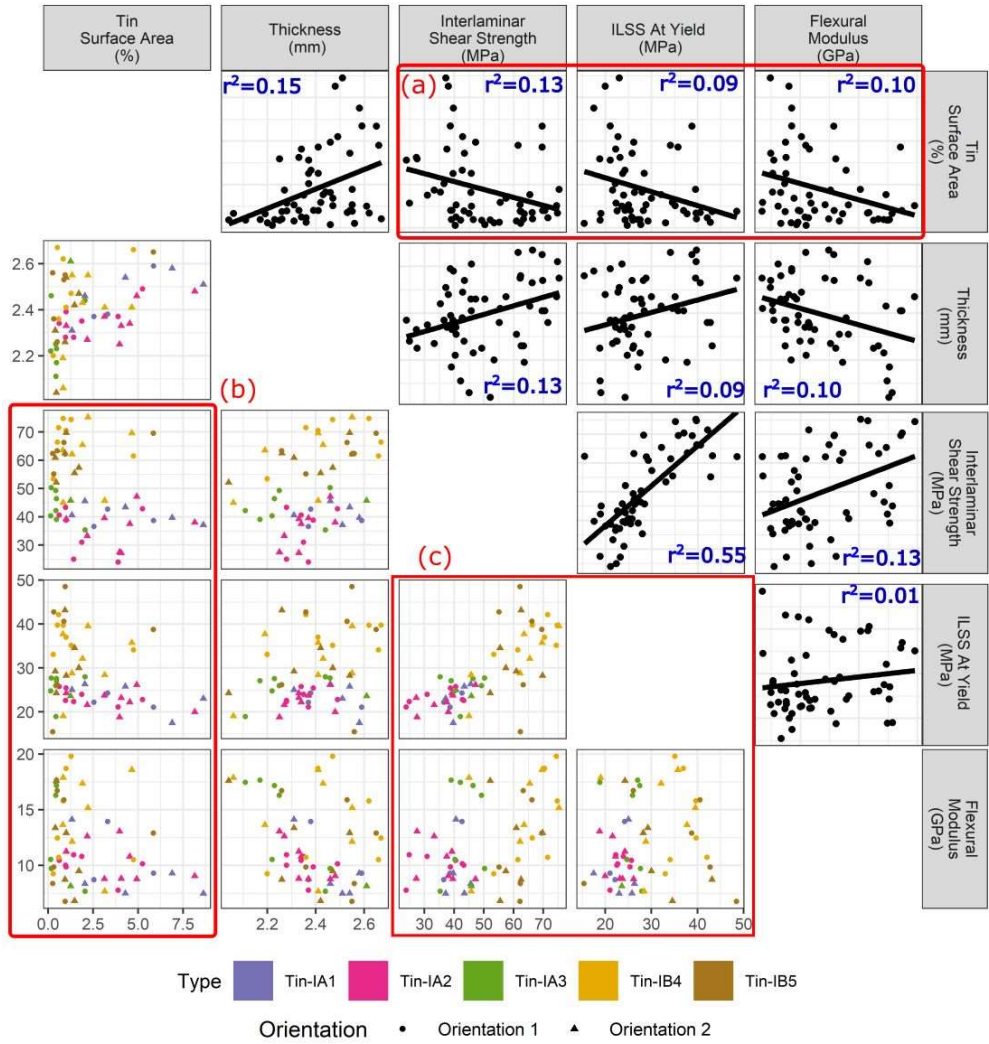 Tin
Surface Area
(%)
Thickness
(mm)
Interlaminar
Shear Strength
(MPa)
ILSS At Yield
(MPa)
Flexural
Modulus
(GPa)
r²=0.15
(a)
r²=0.13
r²=0.09
r²=0.10
Tin
Surface Area
(%)
2.6
2.4
2.2
r²=0.13
r²=0.09
r²=0.10
Thickness
(mm)
(b)
70
60
50
40
30
r²=0.55
r²=0.13
Interlaminar
Shear Strength
(MPa)
(c)
50
40
30
20
r²=0.01
ILSS At Yield
(MPa)
20
15
10
Flexural
Modulus
(GPa)
0.0 2.5 5.0 7.5
2.2 2.4 2.6
30 40 50 60 70
20 30 40 50
Type Tin-IA1 Tin-IA2 Tin-IA3 Tin-IB4 Tin-IB5
Orientation Orientation 1 Orientation 2